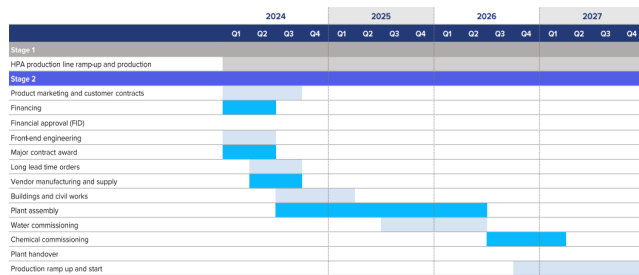 2024 2025 2026 2027
Q1 Q2 Q3 Q4 Q1 Q2 Q3 Q4 Q1 Q2 Q3 Q4 Q1 Q2 Q3 Q4
Stage 1
HPA production line ramp-up and production
Stage 2
Product marketing and customer contracts
Financing
Financial approval (FID)
Front-end engineering
Major contract award
Long lead time orders
Vendor manufacturing and supply
Buildings and civil works
Plant assembly
Water commissioning
Chemical commissioning
Plant handover
Production ramp up and start